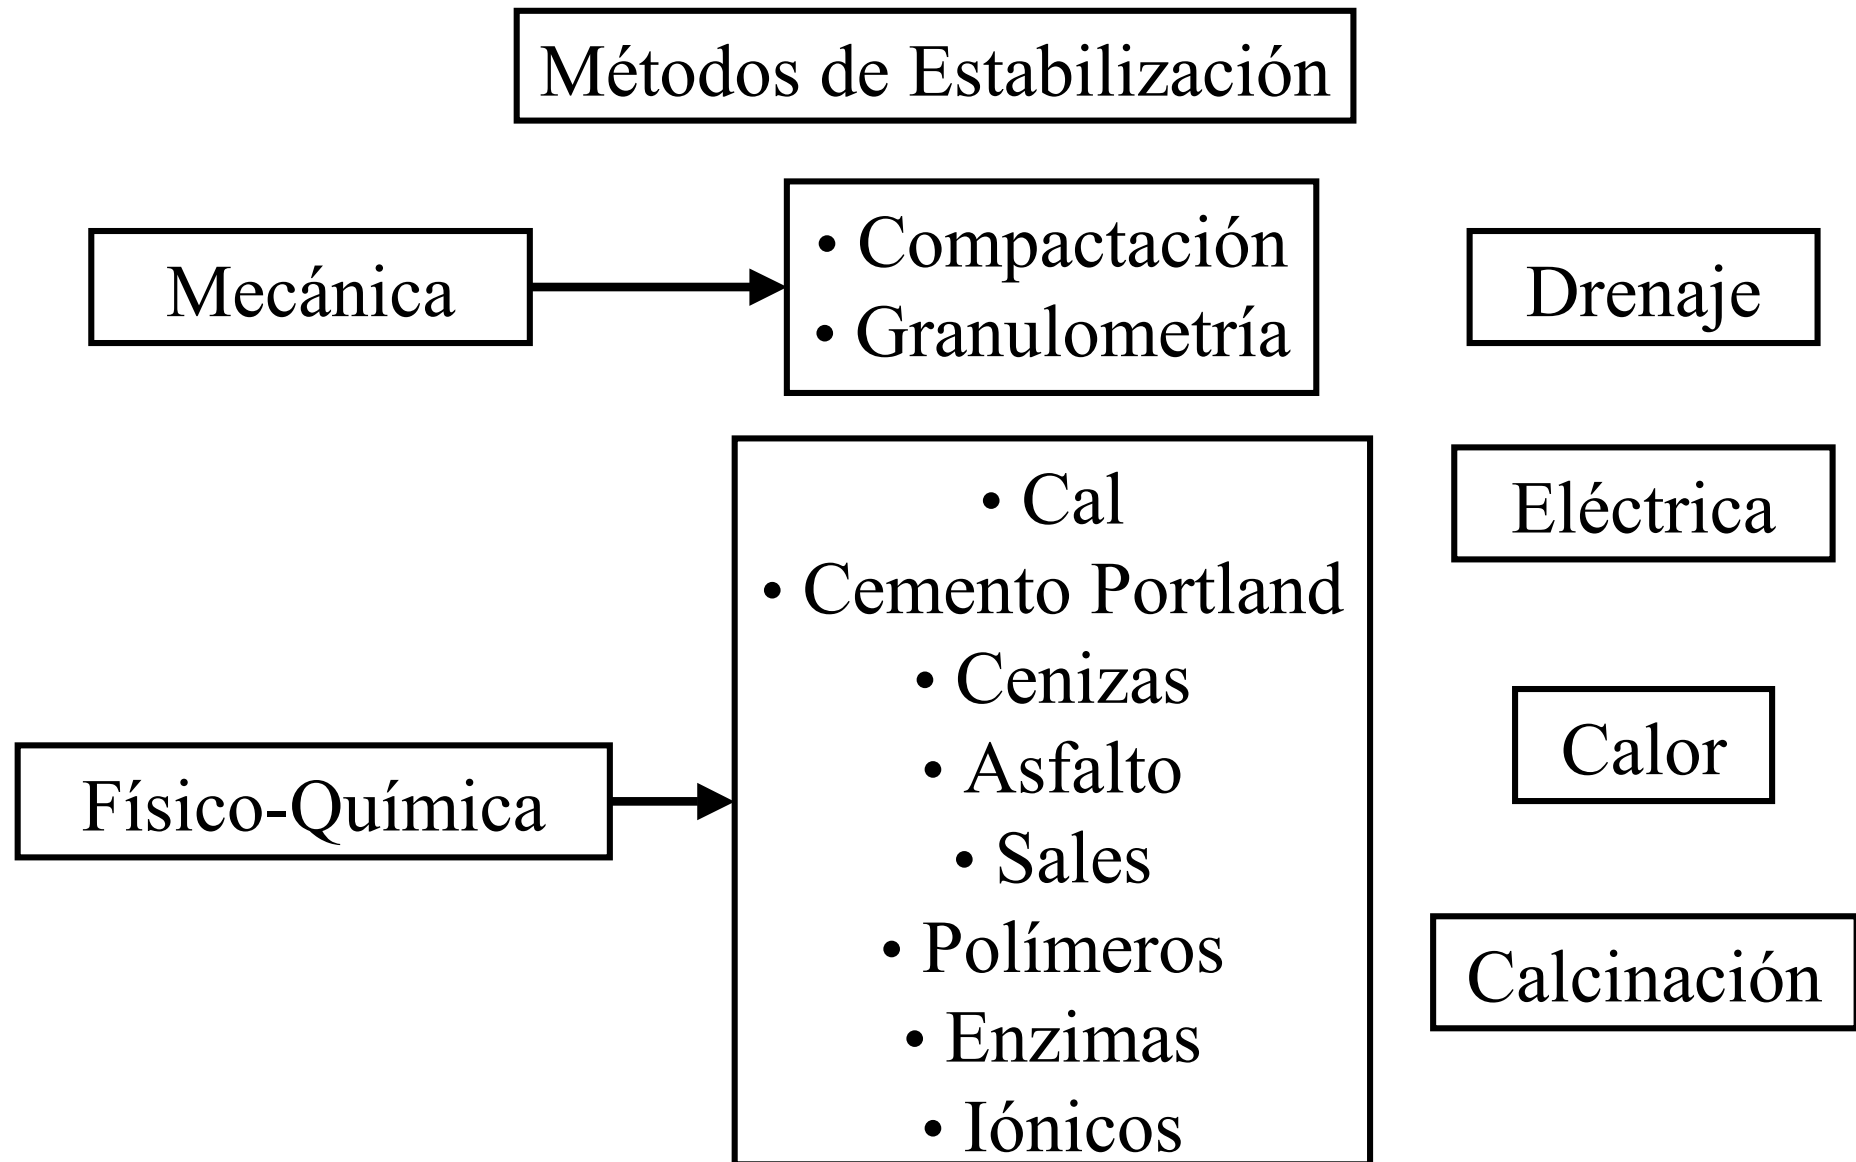 Métodos de Estabilización
Mecánica
• Compactación
• Granulometría
Drenaje
Eléctrica
Físico-Química
• Cal
• Cemento Portland
• Cenizas
• Asfalto
• Sales
• Polímeros
• Enzimas
• Iónicos
Calor
Calcinación